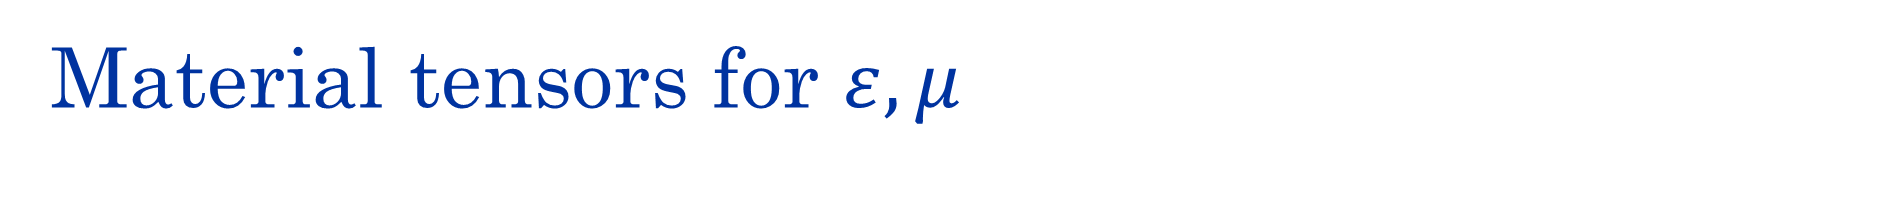 Material tensors for ε, μ